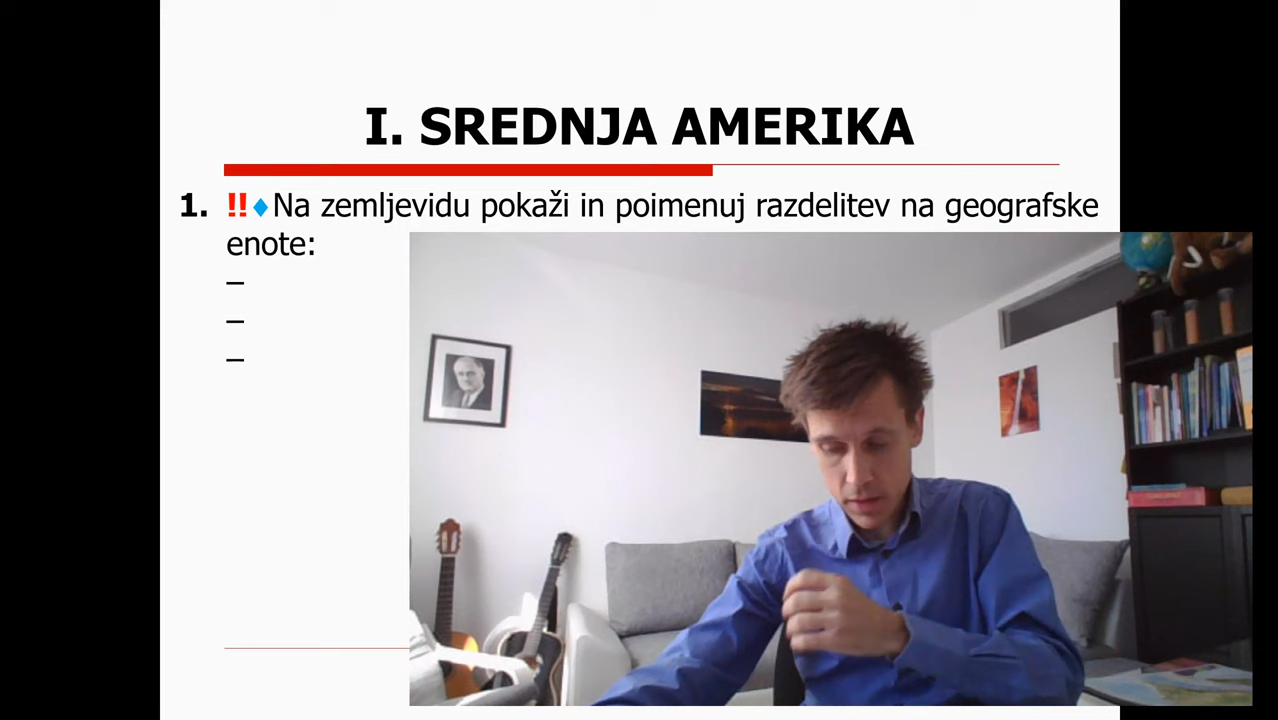 I. SREDNJA AMERIKA
1. !!♦Na zemljevidu pokaži in poimenuj razdelitev na geografske
enote:
–
–
–